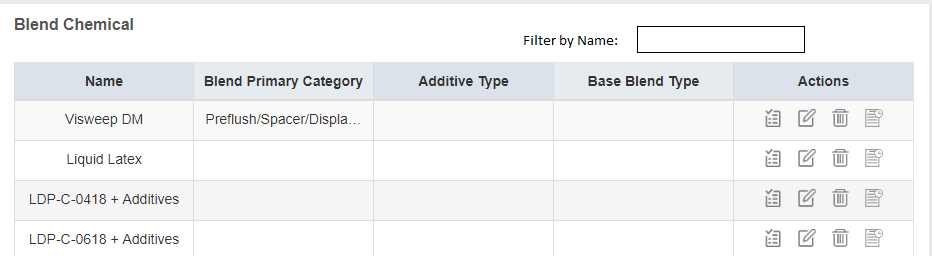 Blend Chemical
Filter by Name:
Name Blend Primary Category Additive Type Base Blend Type Actions
Visweep DM Preflush/Spacer/Displa...
Liquid Latex
LDP-C-0418 + Additives
LDP-C-0618 + Additives